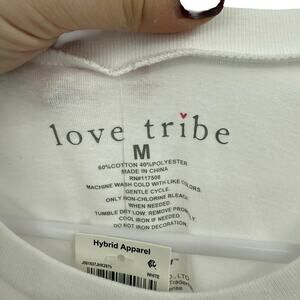 love tribe
M
60%COTTON 40%POLYESTER
MADE IN CHINA
RN#117508
MACHINE WASH COLD WITH LIKE COLORS.
GENTLE CYCLE.
ONLY NON-CHLORINE BLEACH
WHEN NEEDED.
TUMBLE DRY LOW. REMOVE PROMPTLY.
COOL IRON IF NEEDED.
DO NOT IRON DECORATION.
Hybrid Apparel
WHITE